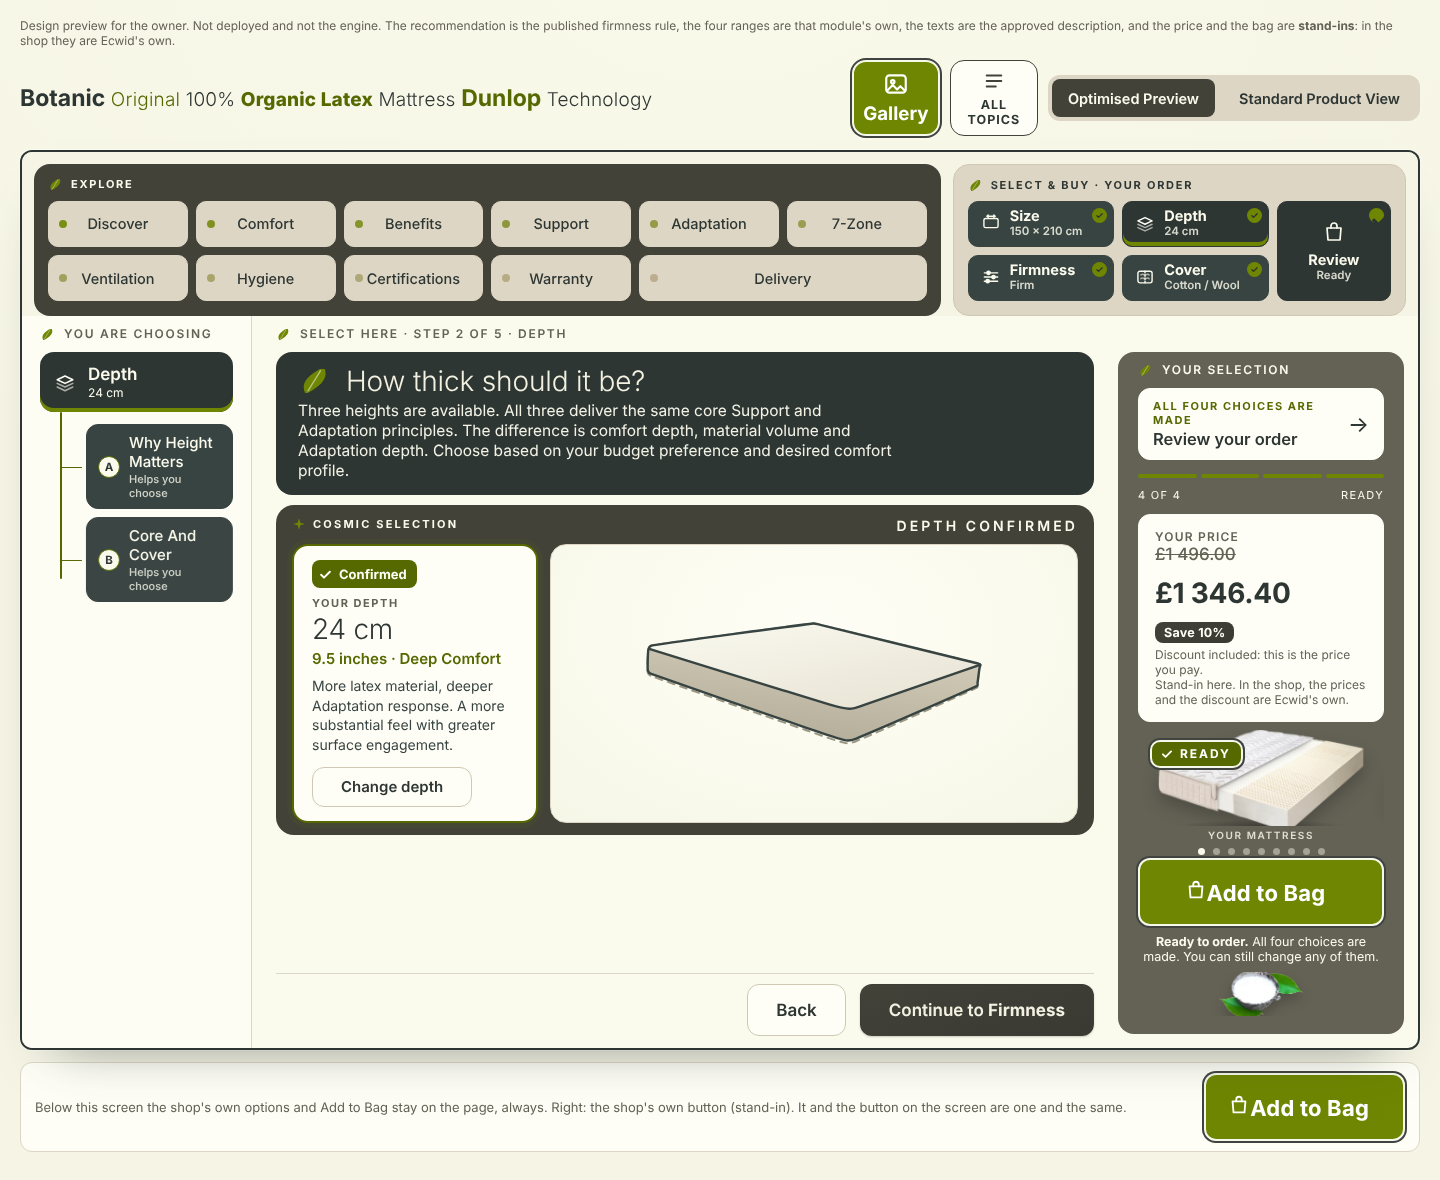 Design preview for the owner. Not deployed and not the engine. The recommendation is the published firmness rule, the four ranges are that module's own, the texts are the approved description, and the price and the bag are stand-ins: in the
shop they are Ecwid's own.
Botanic Original 100% Organic Latex Mattress Dunlop Technology
Gallery
ALL
TOPICS
Optimised Preview
Standard Product View
EXPLORE
Discover
Comfort
Benefits
Support
Adaptation
7-Zone
Ventilation
Hygiene
Certifications
Warranty
Delivery
SELECT & BUY · YOUR ORDER
Size
150 × 210 cm
Depth
24 cm
Firmness
Firm
Cover
Cotton / Wool
Review
Ready
YOU ARE CHOOSING
Depth
24 cm
A
Why Height
Matters
Helps you
choose
B
Core And
Cover
Helps you
choose
SELECT HERE · STEP 2 OF 5 · DEPTH
How thick should it be?
Three heights are available. All three deliver the same core Support and
Adaptation principles. The difference is comfort depth, material volume and
Adaptation depth. Choose based on your budget preference and desired comfort
profile.
COSMIC SELECTION
DEPTH CONFIRMED
Confirmed
YOUR DEPTH
24 cm
9.5 inches · Deep Comfort
More latex material, deeper
Adaptation response. A more
substantial feel with greater
surface engagement.
Change depth
Back
Continue to Firmness
YOUR SELECTION
ALL FOUR CHOICES ARE
MADE
Review your order
4 OF 4
READY
YOUR PRICE
£1 496.00
£1 346.40
Save 10%
Discount included: this is the price
you pay.
Stand-in here. In the shop, the prices
and the discount are Ecwid's own.
READY
YOUR MATTRESS
Add to Bag
Ready to order. All four choices are
made. You can still change any of them.
Below this screen the shop's own options and Add to Bag stay on the page, always. Right: the shop's own button (stand-in). It and the button on the screen are one and the same.
Add to Bag